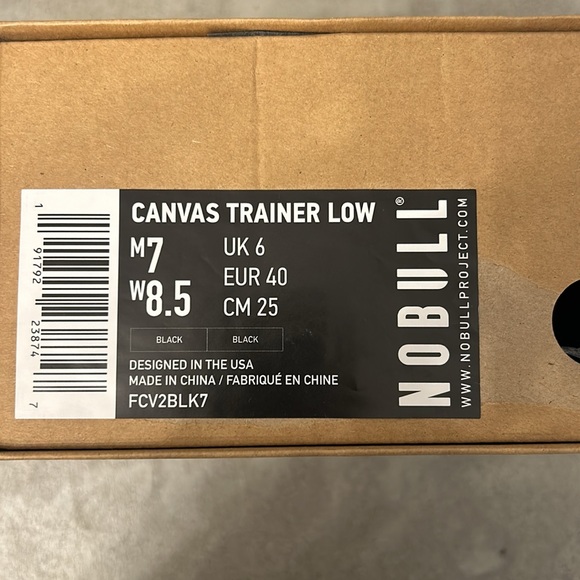 CANVAS TRAINER LOW
M7
W8.5
UK 6
EUR 40
CM 25
BLACK BLACK
DESIGNED IN THE USA
MADE IN CHINA / FABRIQUÉ EN CHINE
FCV2BLK7
NOBULL®
WWW.NOBULLPROJECT.COM
1 91792 23874 7